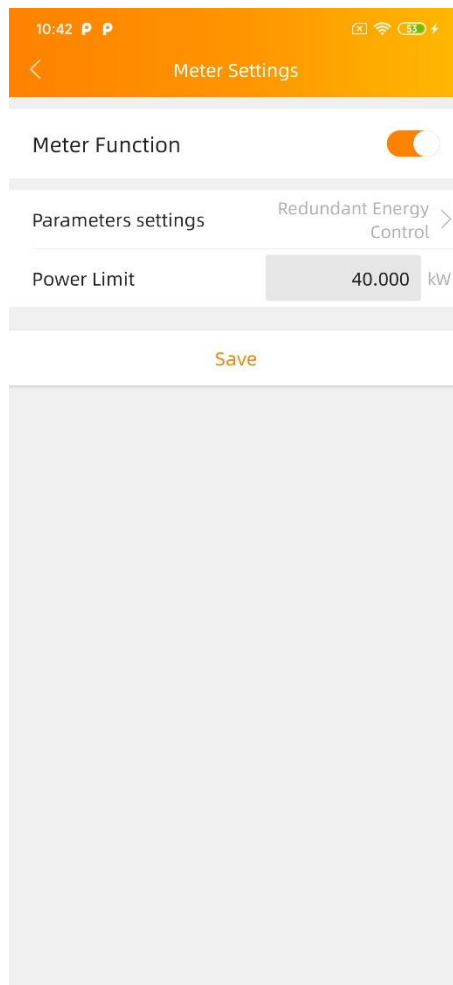 10:42 P P 53
Meter Settings
Meter Function
Parameters settings
Redundant Energy
Control
Power Limit
40.000 kW
Save